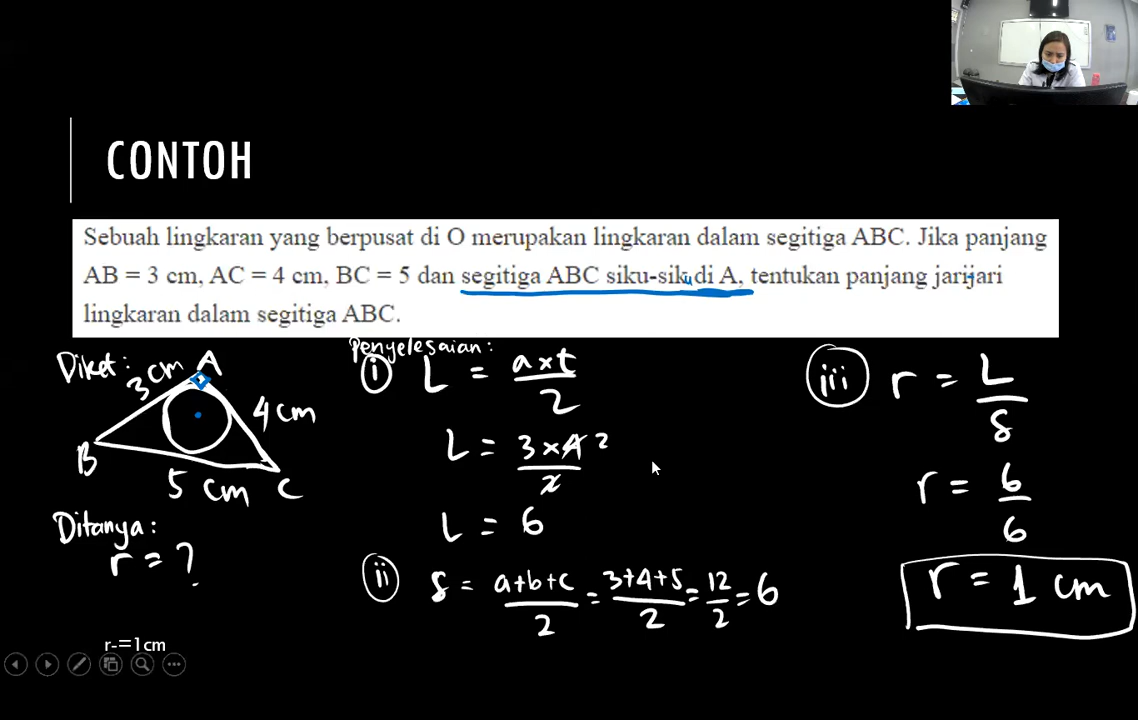 CONTOH
Sebuah lingkaran yang berpusat di O merupakan lingkaran dalam segitiga ABC. Jika panjang
AB = 3 cm, AC = 4 cm, BC = 5 dan segitiga ABC siku-siku di A, tentukan panjang jarijari
lingkaran dalam segitiga ABC.
Diket:
3 cm
A
4 cm
B
5 cm
C
Ditanya:
r = ?
r-=1cm
Penyelesaian:
i L = a x t / 2
L = 3 x 4 2 / 2
L = 6
ii s = a+b+c / 2 = 3+4+5 / 2 = 12 / 2 = 6
iii r = L / s
r = 6 / 6
r = 1 cm